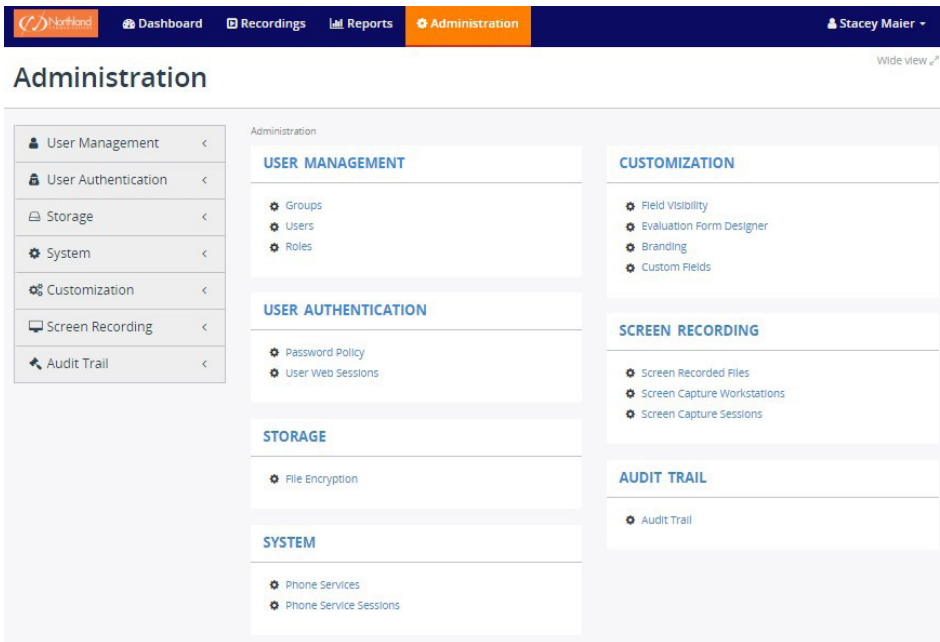 Northland
Dashboard
Recordings
Reports
Administration
Stacey Maier
Wide view
Administration
User Management
User Authentication
Storage
System
Customization
Screen Recording
Audit Trail
Administration
USER MANAGEMENT
Groups
Users
Roles
USER AUTHENTICATION
Password Policy
User Web Sessions
STORAGE
File Encryption
SYSTEM
Phone Services
Phone Service Sessions
CUSTOMIZATION
Field Visibility
Evaluation Form Designer
Branding
Custom Fields
SCREEN RECORDING
Screen Recorded Files
Screen Capture Workstations
Screen Capture Sessions
AUDIT TRAIL
Audit Trail